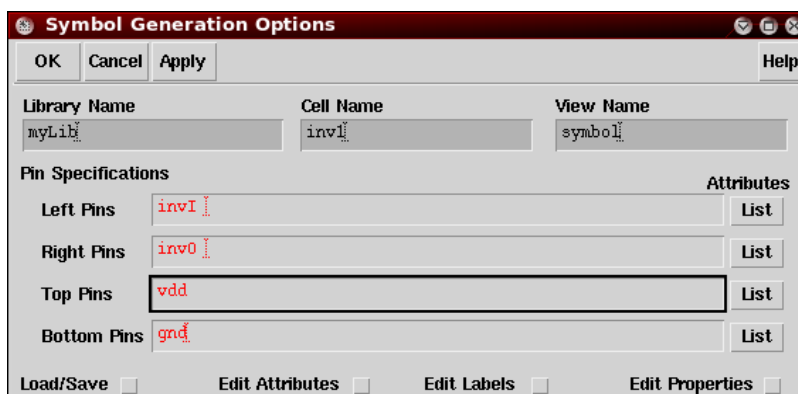 Symbol Generation Options
OK Cancel Apply Help
Library Name Cell Name View Name
myLib inv1 symbol
Pin Specifications Attributes
Left Pins invI List
Right Pins invO List
Top Pins vdd List
Bottom Pins gnd List
Load/Save Edit Attributes Edit Labels Edit Properties